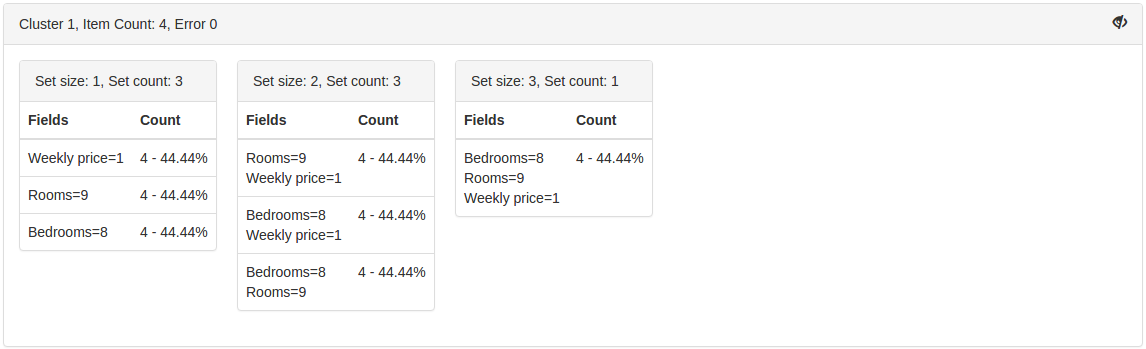 Cluster 1, Item Count: 4, Error 0
Set size: 1, Set count: 3
Fields Count
Weekly price=1 4 - 44.44%
Rooms=9 4 - 44.44%
Bedrooms=8 4 - 44.44%
Set size: 2, Set count: 3
Fields Count
Rooms=9 4 - 44.44%
Weekly price=1
Bedrooms=8 4 - 44.44%
Weekly price=1
Bedrooms=8 4 - 44.44%
Rooms=9
Set size: 3, Set count: 1
Fields Count
Bedrooms=8 4 - 44.44%
Rooms=9
Weekly price=1